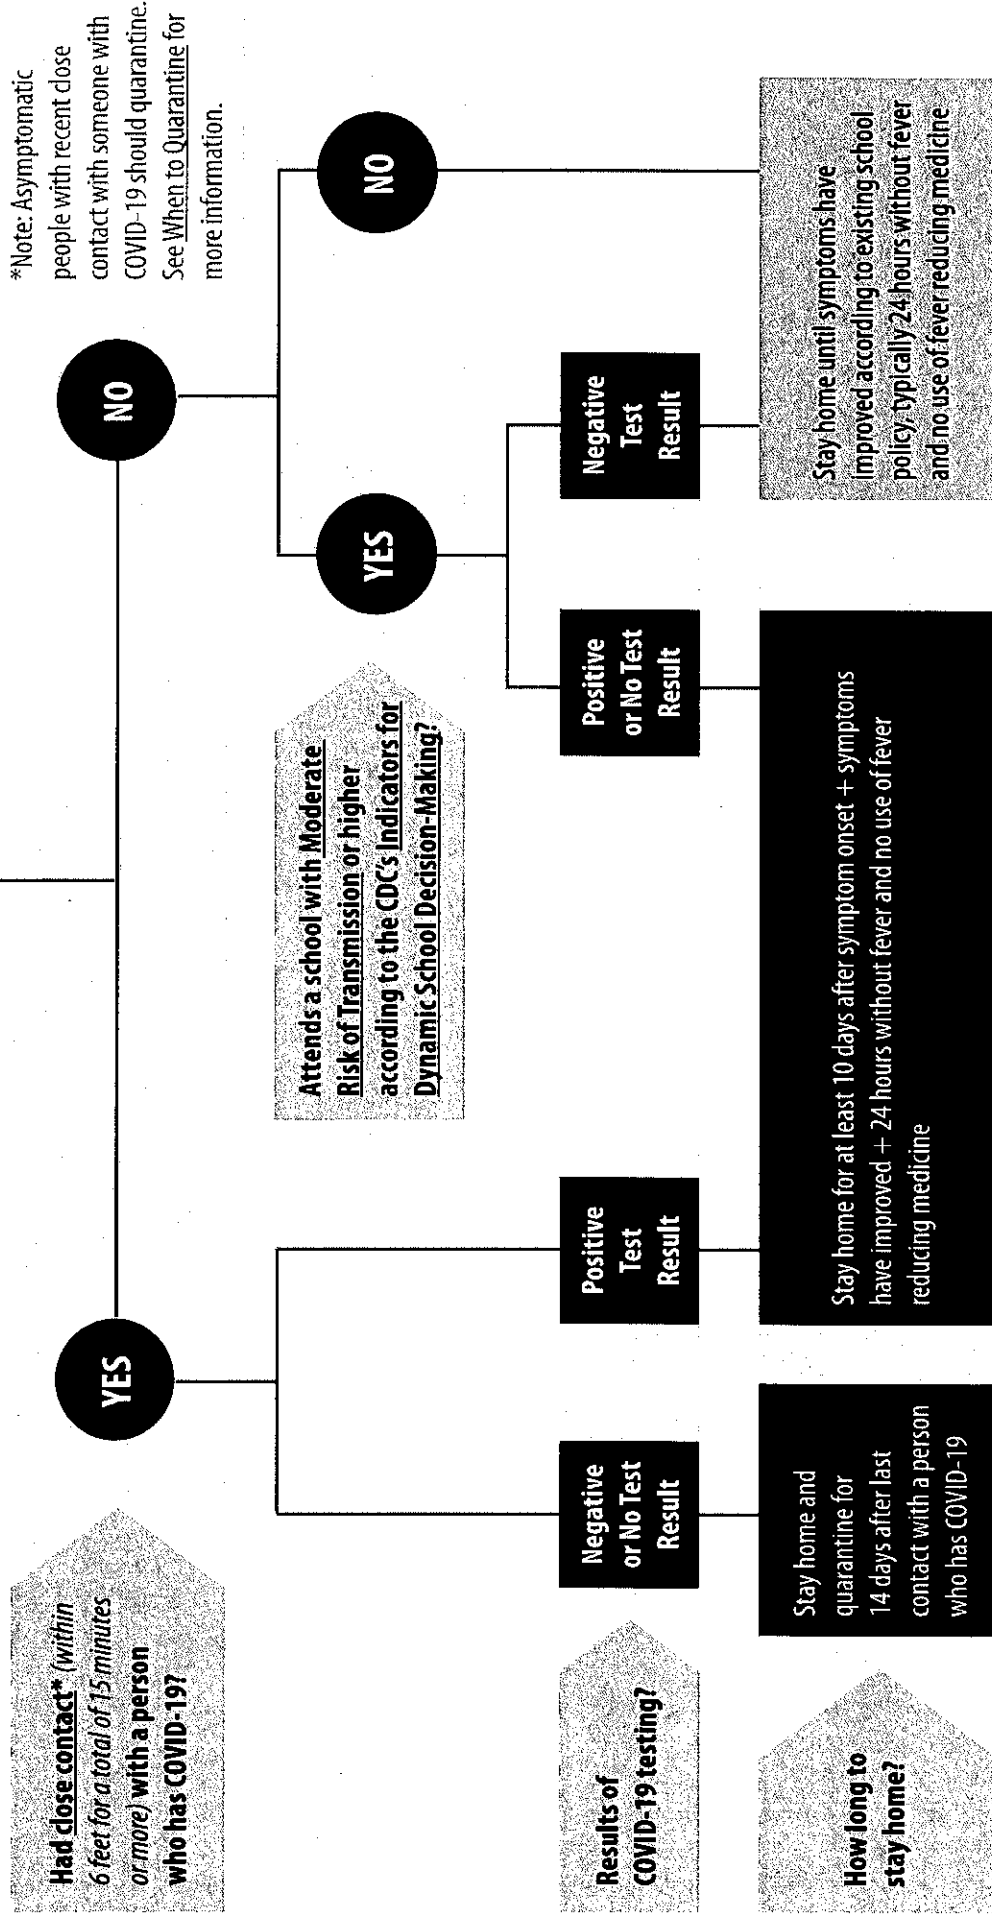 *Note: Asymptomatic
people with recent close
contact with someone with
COVID-19 should quarantine.
See When to Quarantine for
more information.
Had close contact* (within
6 feet for a total of 15 minutes
or more) with a person
who has COVID-19?
YES
NO
Attends a school with Moderate
Risk of Transmission or higher
according to the CDC's Indicators for
Dynamic School Decision-Making?
YES
NO
Results of
COVID-19 testing?
Negative
or No Test
Result
Positive
Test
Result
Positive
or No Test
Result
Negative
Test
Result
How long to
stay home?
Stay home and
quarantine for
14 days after last
contact with a person
who has COVID-19
Stay home for at least 10 days after symptom onset + symptoms
have improved + 24 hours without fever and no use of fever
reducing medicine
Stay home until symptoms have
improved according to existing school
policy, typically 24 hours without fever
and no use of fever reducing medicine